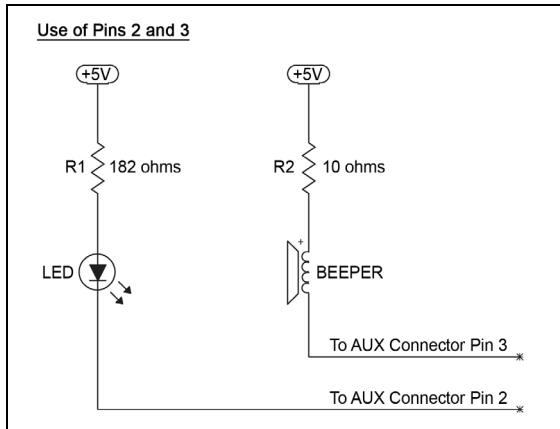 Use of Pins 2 and 3
+5V +5V
R1 182 ohms R2 10 ohms
LED + BEEPER
To AUX Connector Pin 3
To AUX Connector Pin 2